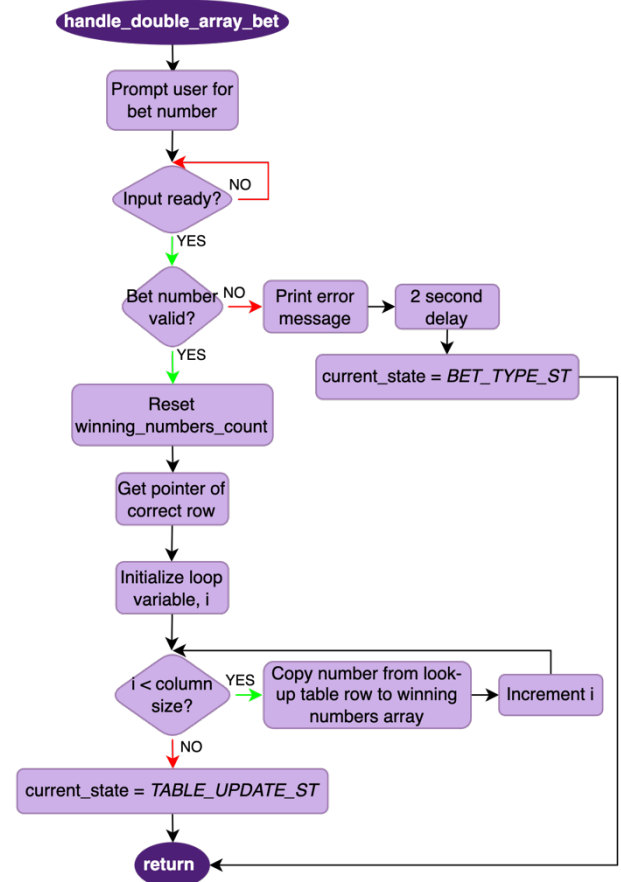 handle_double_array_bet
Prompt user for
bet number
Input ready?
NO
YES
Bet number
valid?
NO
Print error
message
2 second
delay
current_state = BET_TYPE_ST
YES
Reset
winning_numbers_count
Get pointer of
correct row
Initialize loop
variable, i
i < column
size?
YES
Copy number from look-
up table row to winning
numbers array
Increment i
NO
current_state = TABLE_UPDATE_ST
return